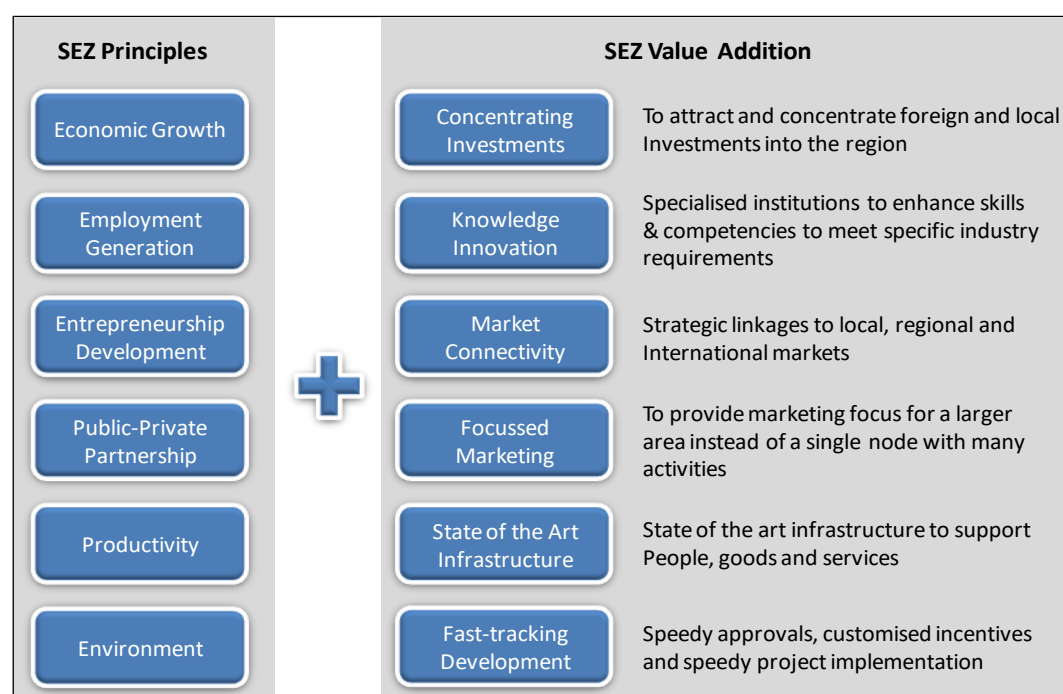 SEZ Principles
Economic Growth
Employment
Generation
Entrepreneurship
Development
Public-Private
Partnership
Productivity
Environment
SEZ Value Addition
Concentrating
Investments
To attract and concentrate foreign and local
Investments into the region
Knowledge
Innovation
Specialised institutions to enhance skills
& competencies to meet specific industry
requirements
Market
Connectivity
Strategic linkages to local, regional and
International markets
Focussed
Marketing
To provide marketing focus for a larger
area instead of a single node with many
activities
State of the Art
Infrastructure
State of the art infrastructure to support
People, goods and services
Fast-tracking
Development
Speedy approvals, customised incentives
and speedy project implementation